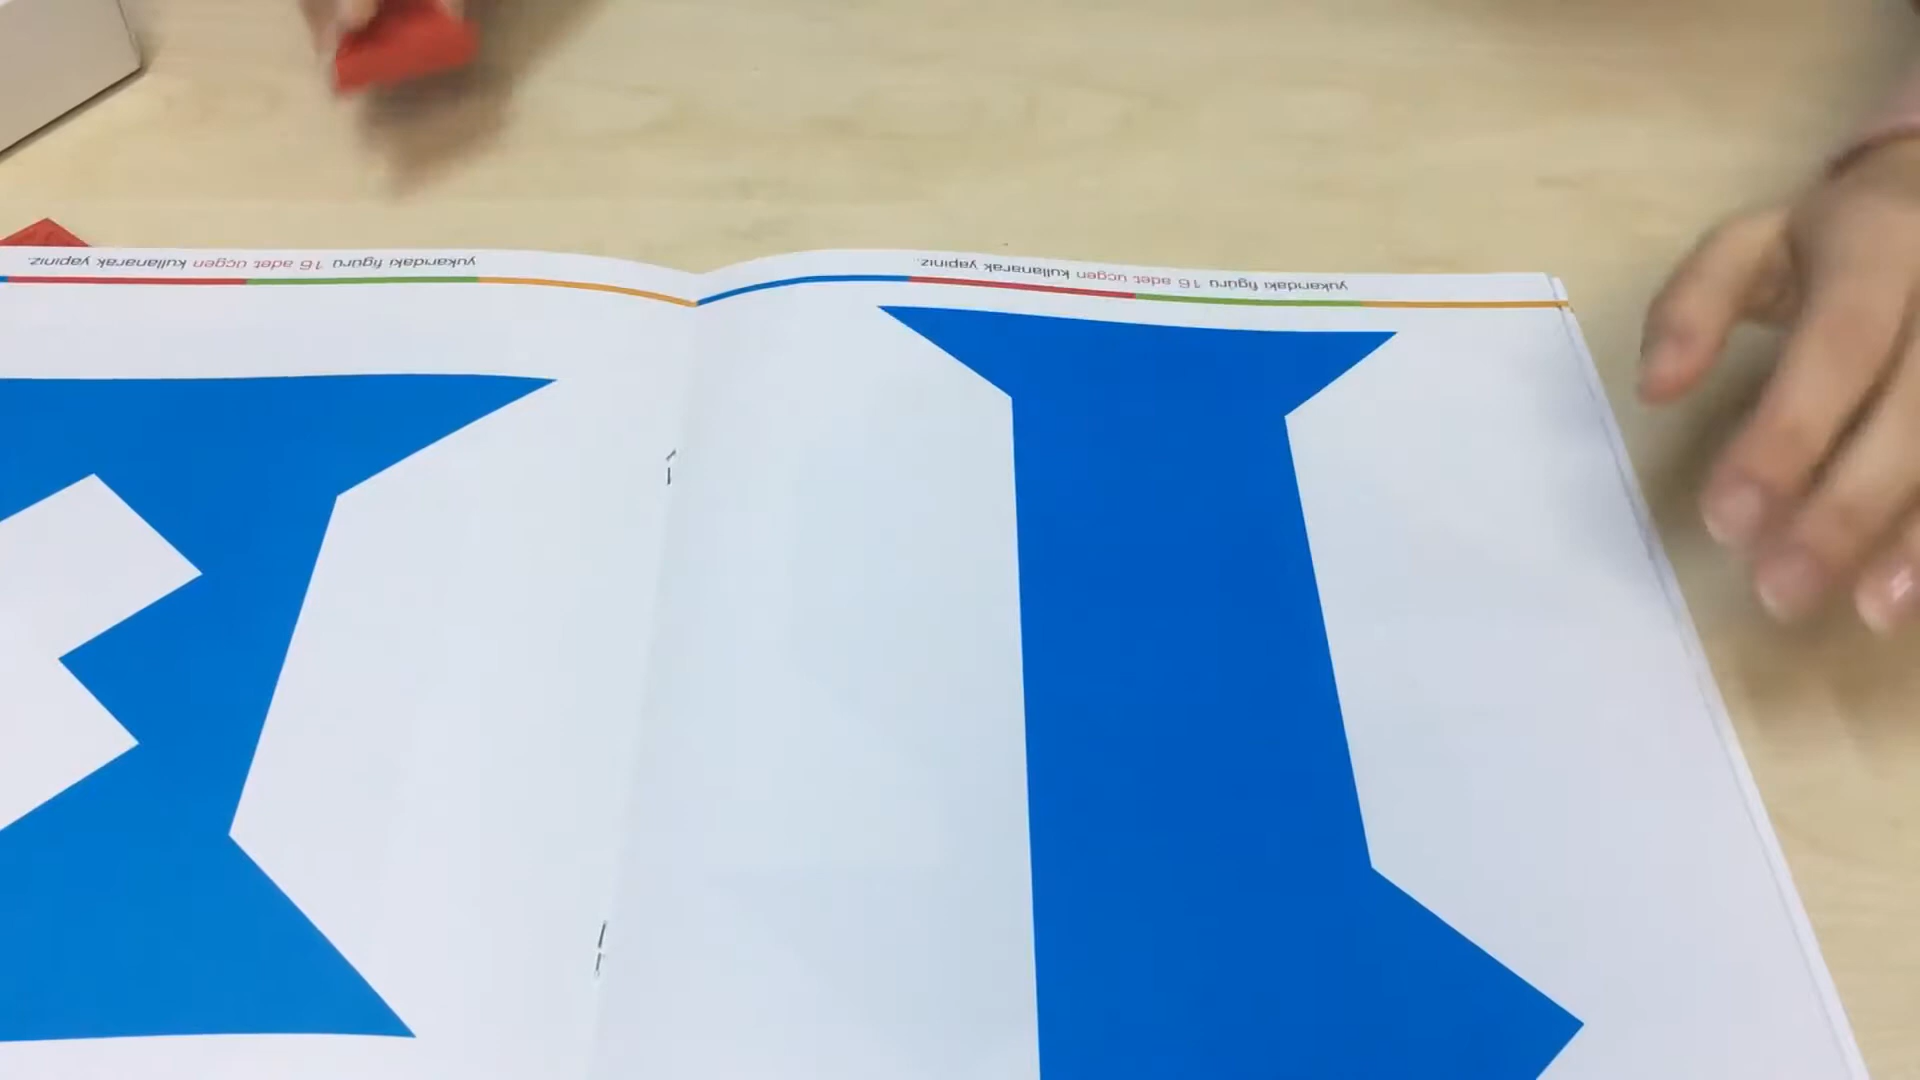 yukarıdaki figürü 16 adet üçgen kullanarak yapınız.
yukarıdaki figürü 16 adet üçgen kullanarak yapınız.